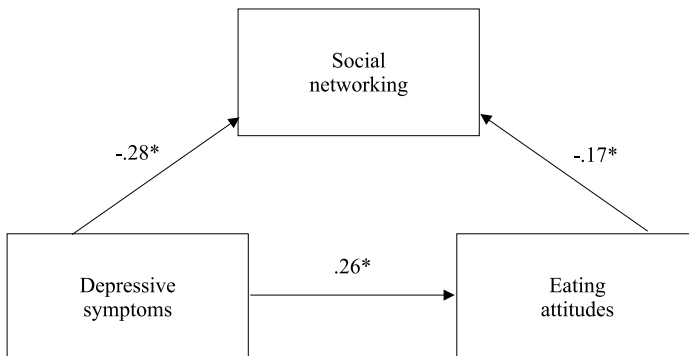 Social
networking
-.28*
-.17*
.26*
Depressive
symptoms
Eating
attitudes